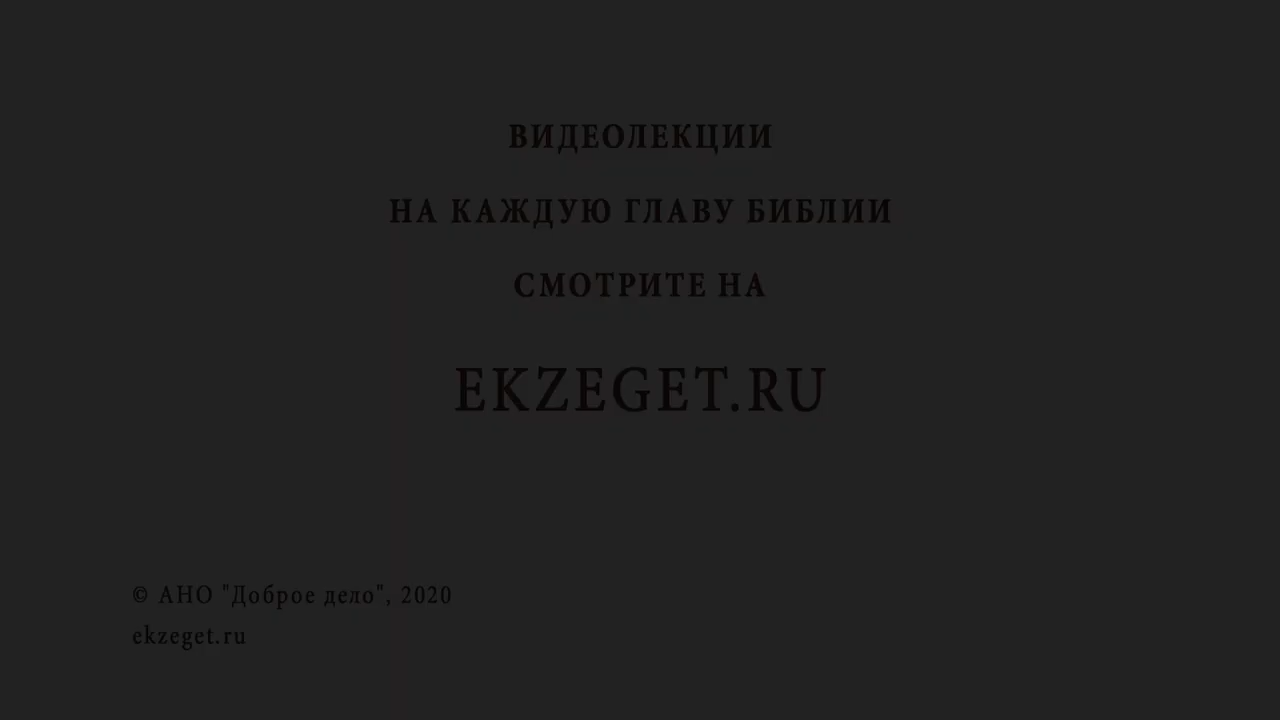 ВИДЕОЛЕКЦИИ
НА КАЖДУЮ ГЛАВУ БИБЛИИ
СМОТРИТЕ НА
EKZEGET.RU
© АНО "Доброе дело", 2020
ekzeget.ru